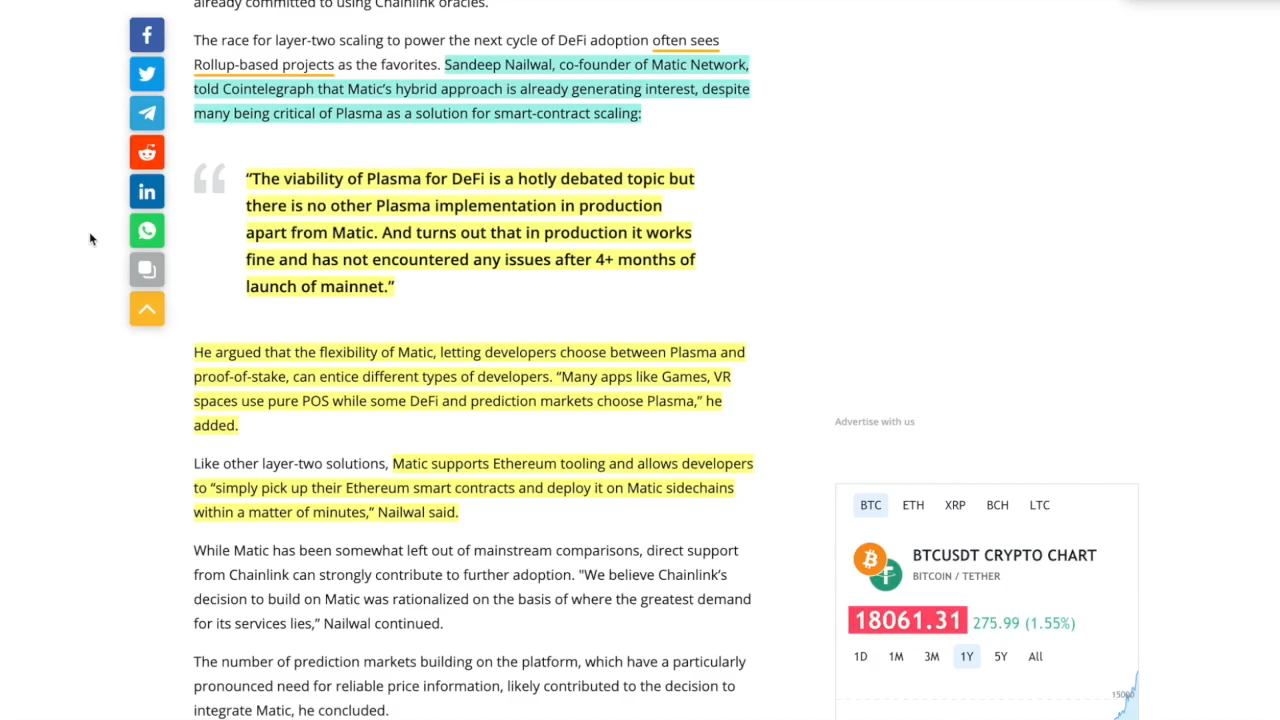 already committed to using Chainlink oracles.
The race for layer-two scaling to power the next cycle of DeFi adoption often sees
Rollup-based projects as the favorites. Sandeep Nailwal, co-founder of Matic Network,
told Cointelegraph that Matic’s hybrid approach is already generating interest, despite
many being critical of Plasma as a solution for smart-contract scaling:
“The viability of Plasma for DeFi is a hotly debated topic but
there is no other Plasma implementation in production
apart from Matic. And turns out that in production it works
fine and has not encountered any issues after 4+ months of
launch of mainnet.”
He argued that the flexibility of Matic, letting developers choose between Plasma and
proof-of-stake, can entice different types of developers. “Many apps like Games, VR
spaces use pure POS while some DeFi and prediction markets choose Plasma,” he
added.
Like other layer-two solutions, Matic supports Ethereum tooling and allows developers
to “simply pick up their Ethereum smart contracts and deploy it on Matic sidechains
within a matter of minutes,” Nailwal said.
While Matic has been somewhat left out of mainstream comparisons, direct support
from Chainlink can strongly contribute to further adoption. "We believe Chainlink’s
decision to build on Matic was rationalized on the basis of where the greatest demand
for its services lies,” Nailwal continued.
The number of prediction markets building on the platform, which have a particularly
pronounced need for reliable price information, likely contributed to the decision to
integrate Matic, he concluded.
Advertise with us
BTC ETH XRP BCH LTC
BTCUSDT CRYPTO CHART
BITCOIN / TETHER
18061.31 275.99 (1.55%)
1D 1M 3M 1Y 5Y All
15000